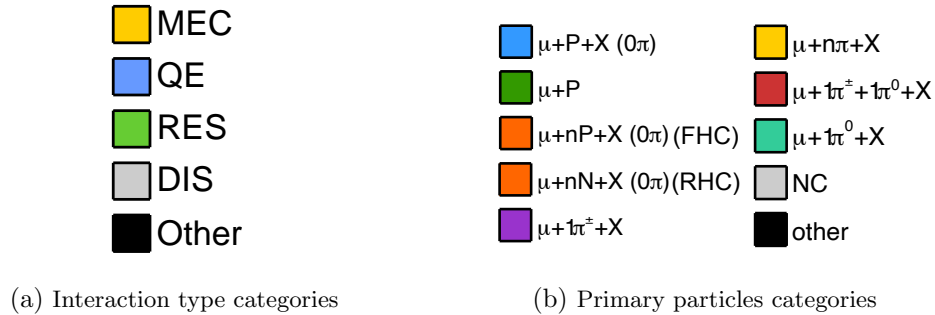 MEC
QE
RES
DIS
Other
(a) Interaction type categories
μ+P+X (0π)
μ+P
μ+nP+X (0π) (FHC)
μ+nN+X (0π) (RHC)
μ+1π±+X
μ+nπ+X
μ+1π±+1π⁰+X
μ+1π⁰+X
NC
other
(b) Primary particles categories